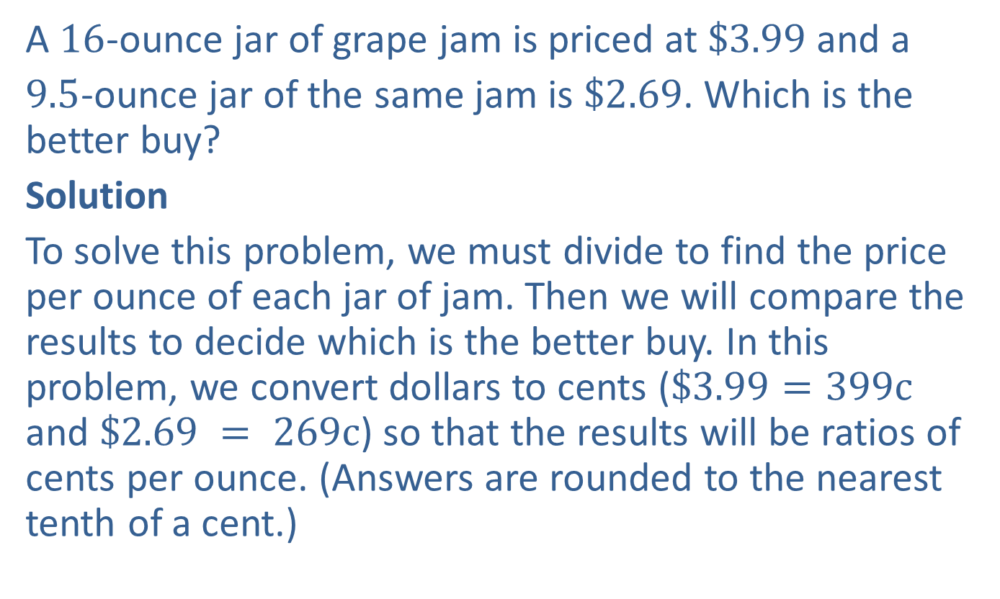 A 16-ounce jar of grape jam is priced at $3.99 and a
9.5-ounce jar of the same jam is $2.69. Which is the
better buy?
Solution
To solve this problem, we must divide to find the price
per ounce of each jar of jam. Then we will compare the
results to decide which is the better buy. In this
problem, we convert dollars to cents ($3.99 = 399c
and $2.69 = 269c) so that the results will be ratios of
cents per ounce. (Answers are rounded to the nearest
tenth of a cent.)